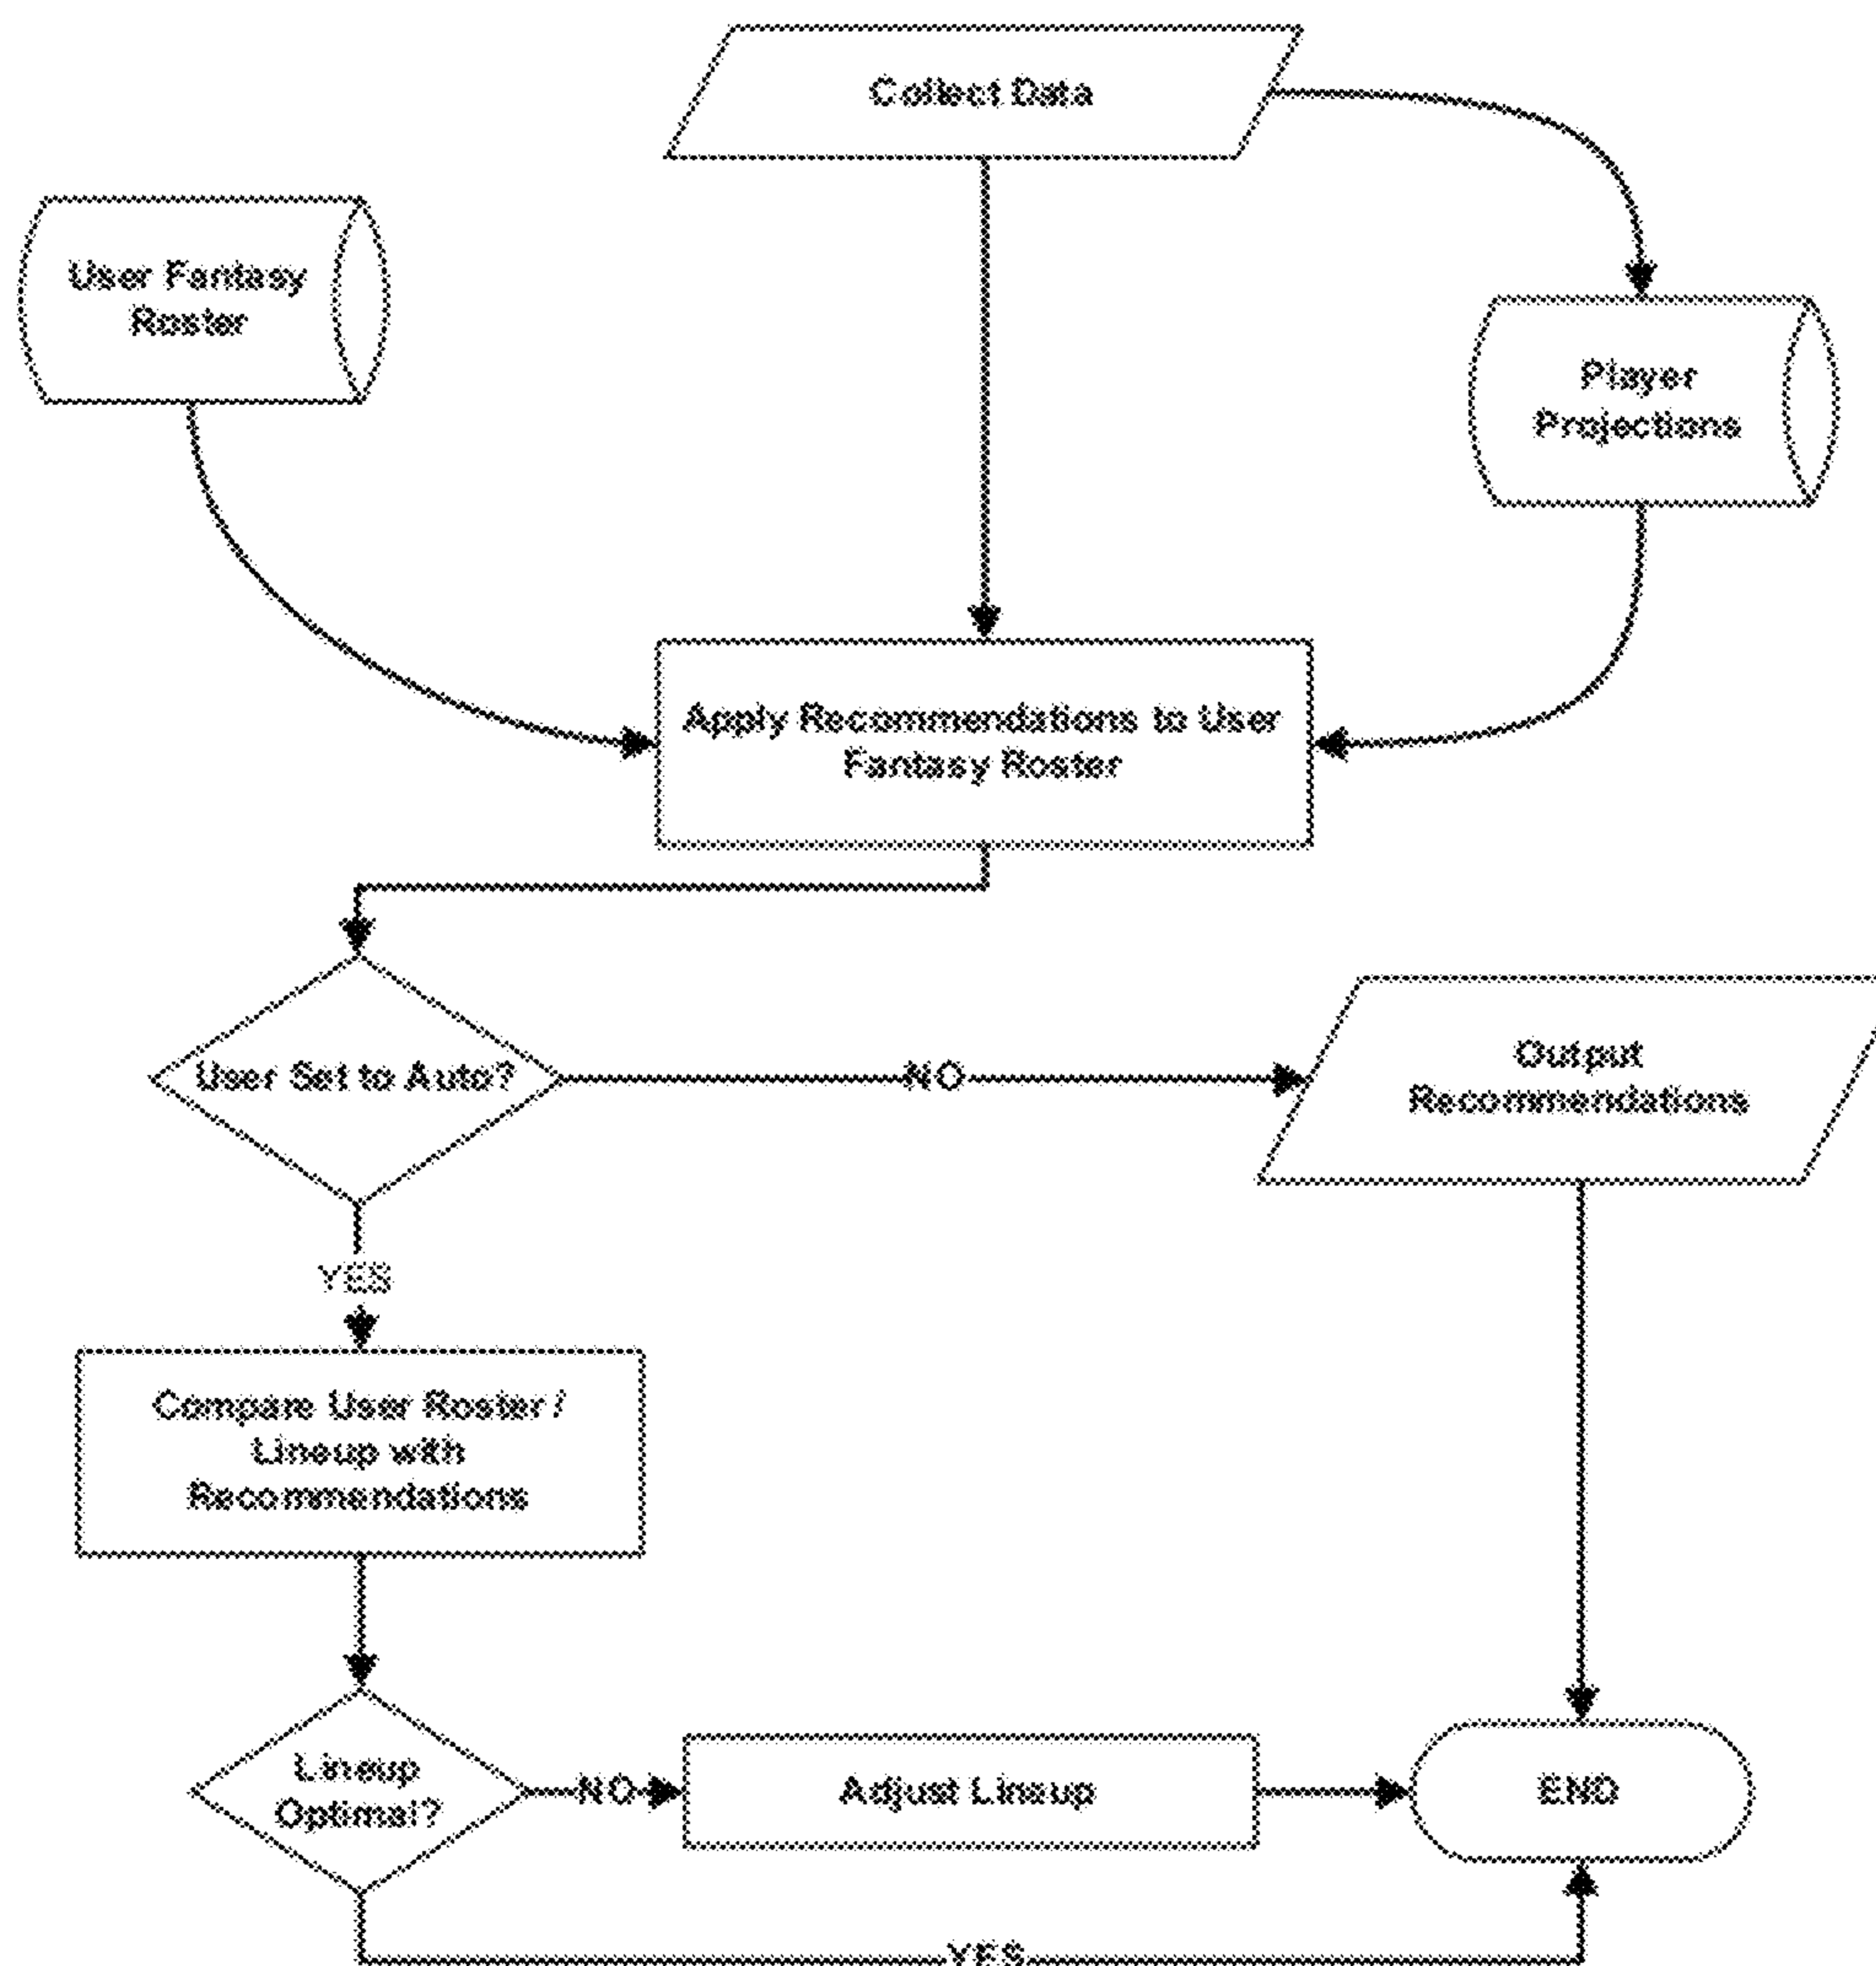 Collect Data
User Fantasy
Roster
Player
Projections
Apply Recommendations to User
Fantasy Roster
User Set to Auto?
NO
Output
Recommendations
YES
Compare User Roster /
Lineup with
Recommendations
Lineup
Optimal?
NO
Adjust Lineup
END
YES